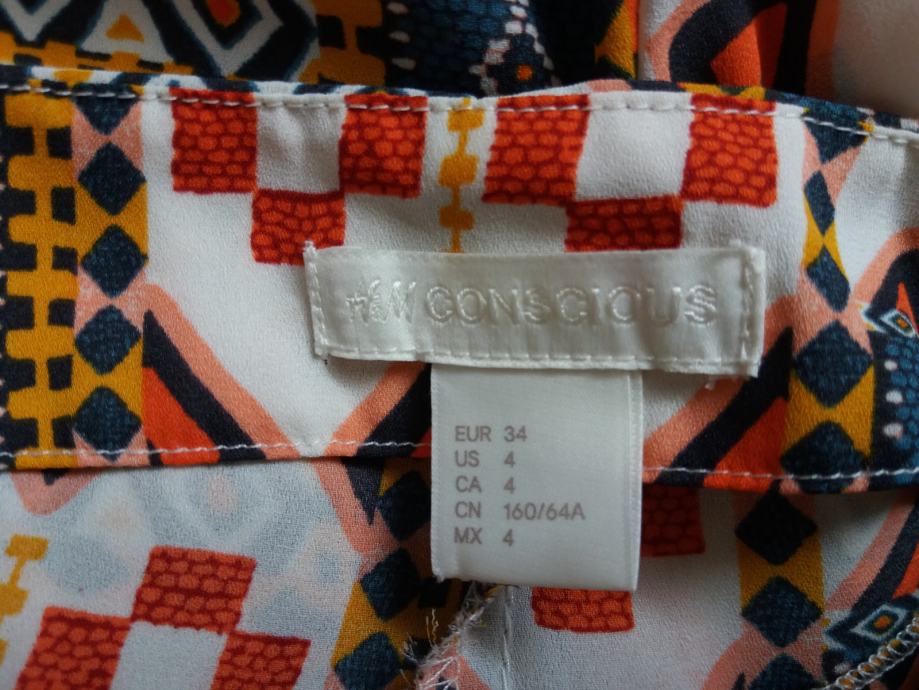 H&M CONSCIOUS
EUR 34
US 4
CA 4
CN 160/64A
MX 4